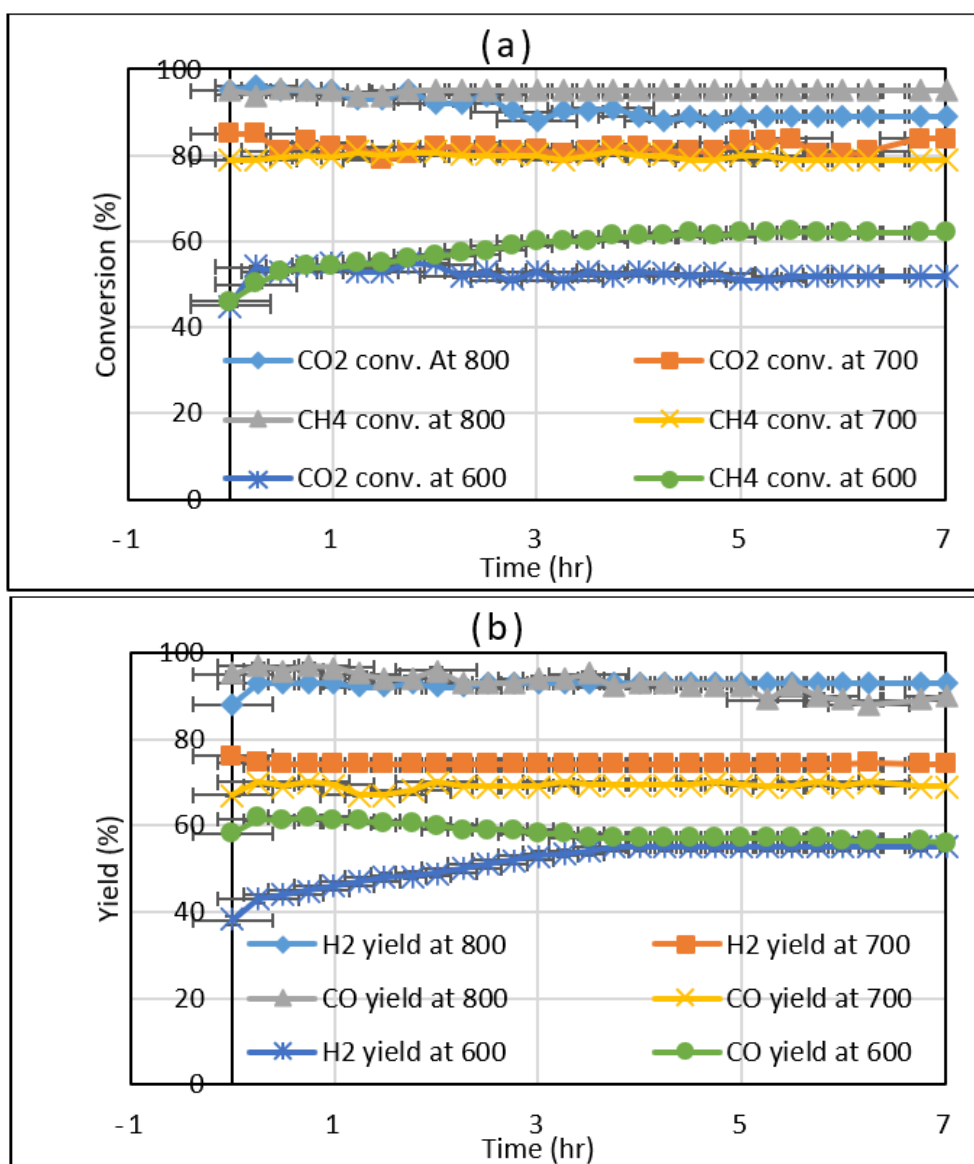 (a)
100
80
60
40
20
0
Conversion (%)
CO2 conv. At 800
CO2 conv. at 700
CH4 conv. at 800
CH4 conv. at 700
CO2 conv. at 600
CH4 conv. at 600
-1 1 3 5 7
Time (hr)
(b)
100
80
60
40
20
0
Yield (%)
H2 yield at 800
H2 yield at 700
CO yield at 800
CO yield at 700
H2 yield at 600
CO yield at 600
-1 1 3 5 7
Time (hr)